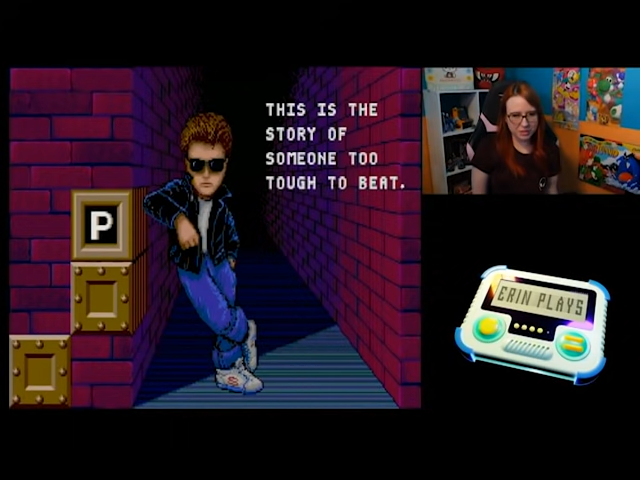 THIS IS THE
STORY OF
SOMEONE TOO
TOUGH TO BEAT.
P
ERIN PLAYS